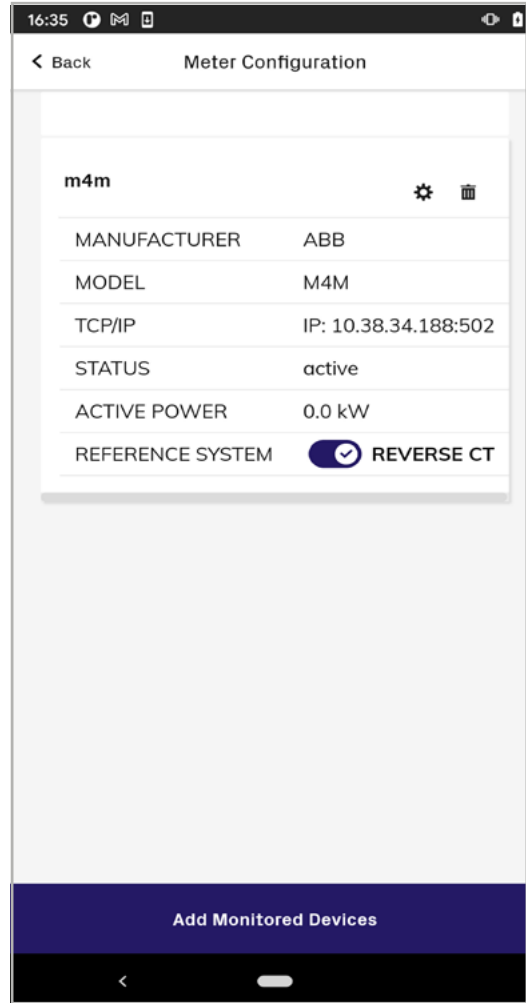 16:35
Back Meter Configuration
m4m
MANUFACTURER ABB
MODEL M4M
TCP/IP IP: 10.38.34.188:502
STATUS active
ACTIVE POWER 0.0 kW
REFERENCE SYSTEM REVERSE CT
Add Monitored Devices